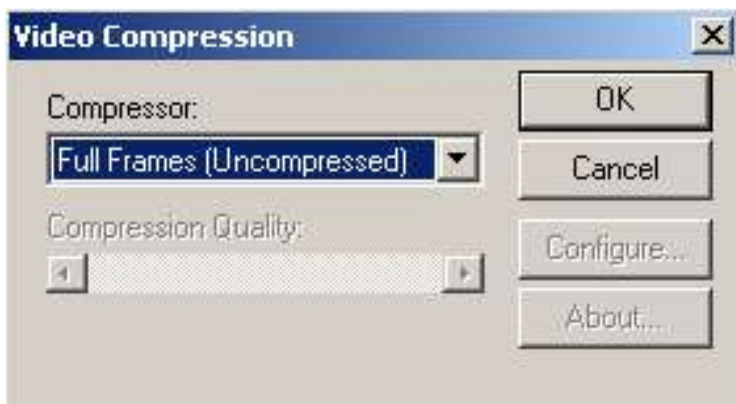 Video Compression
Compressor:
Full Frames (Uncompressed)
Compression Quality:
OK
Cancel
Configure...
About...